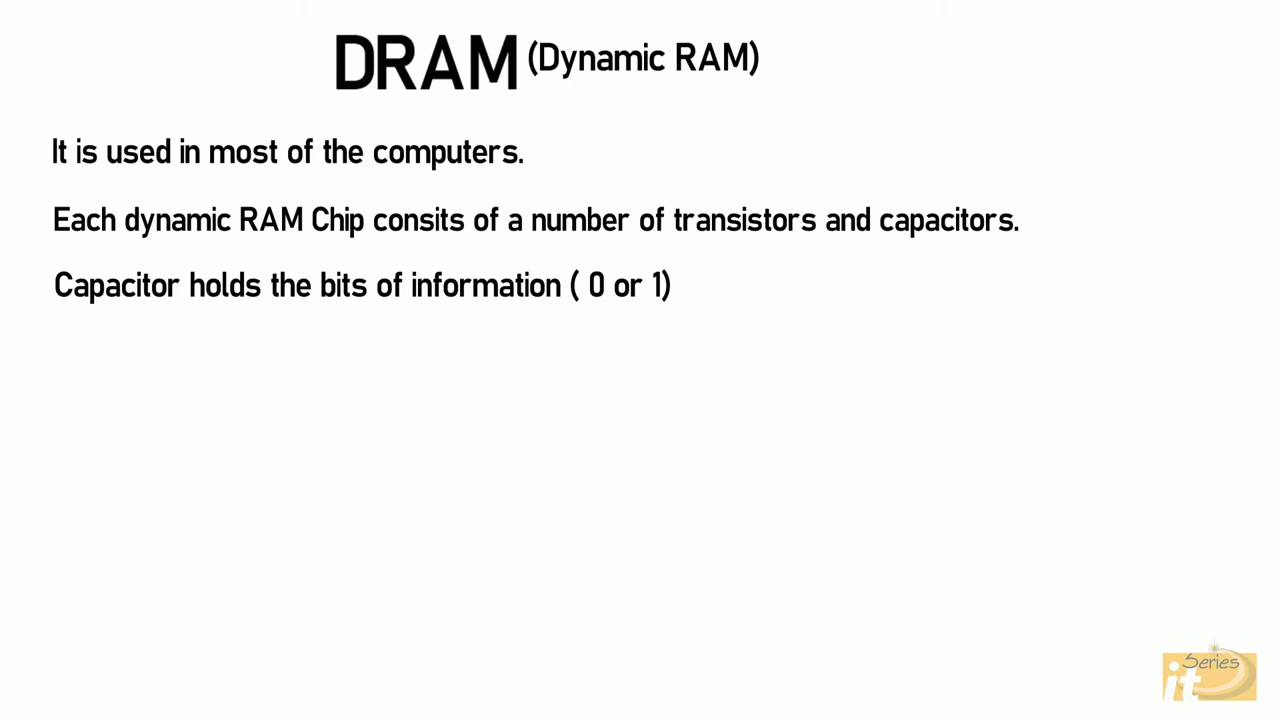 DRAM (Dynamic RAM)
It is used in most of the computers.
Each dynamic RAM Chip consits of a number of transistors and capacitors.
Capacitor holds the bits of information ( 0 or 1)
Series
it